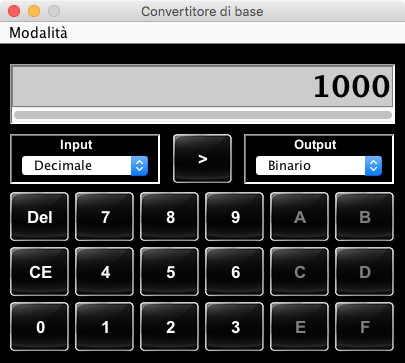 Convertitore di base
Modalità
1000
Input
Output
Decimale
>
Binario
Del 7 8 9 A B
CE 4 5 6 C D
0 1 2 3 E F